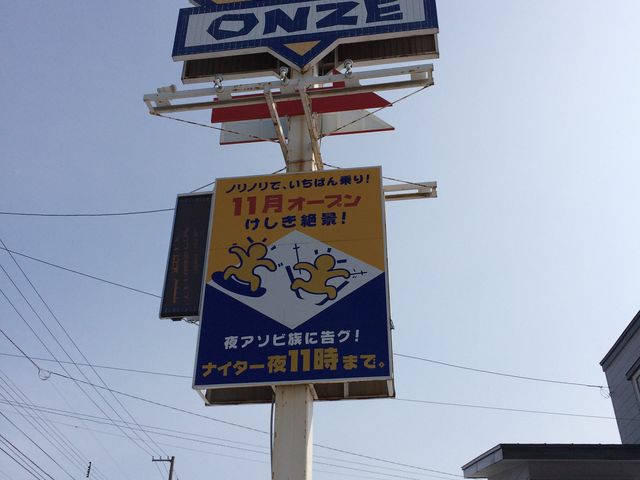 ONZE
ノリノリで、いちばん乗り!
11月オープン
けしき絶景!
夜アソビ族に告グ!
ナイター夜11時まで。